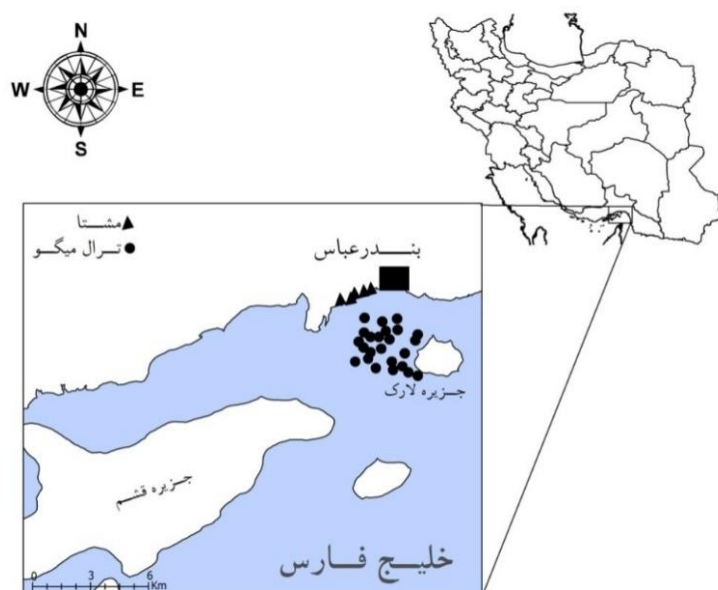 N
W E
S
مشتا
ترال میگو
بندرعباس
جزیره لارک
جزیره قشم
خلیج فارس
0 3 6
Km